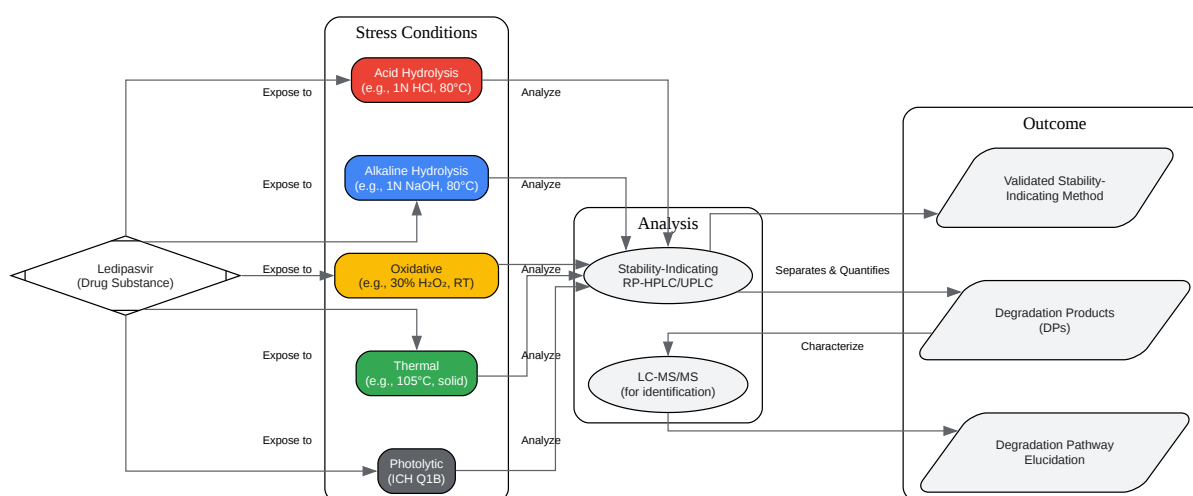 Stress Conditions
Acid Hydrolysis
(e.g., 1N HCl, 80°C)
Expose to
Analyze
Outcome
Validated Stability-
Indicating Method
Alkaline Hydrolysis
(e.g., 1N NaOH, 80°C)
Expose to
Analyze
Analysis
Ledipasvir
(Drug Substance)
Expose to
Oxidative
(e.g., 30% H₂O₂, RT)
Analyze
Stability-Indicating
RP-HPLC/UPLC
Separates & Quantifies
Degradation Products
(DPs)
Characterize
Expose to
Thermal
(e.g., 105°C, solid)
Analyze
LC-MS/MS
(for identification)
Expose to
Analyze
Photolytic
(ICH Q1B)
Degradation Pathway
Elucidation